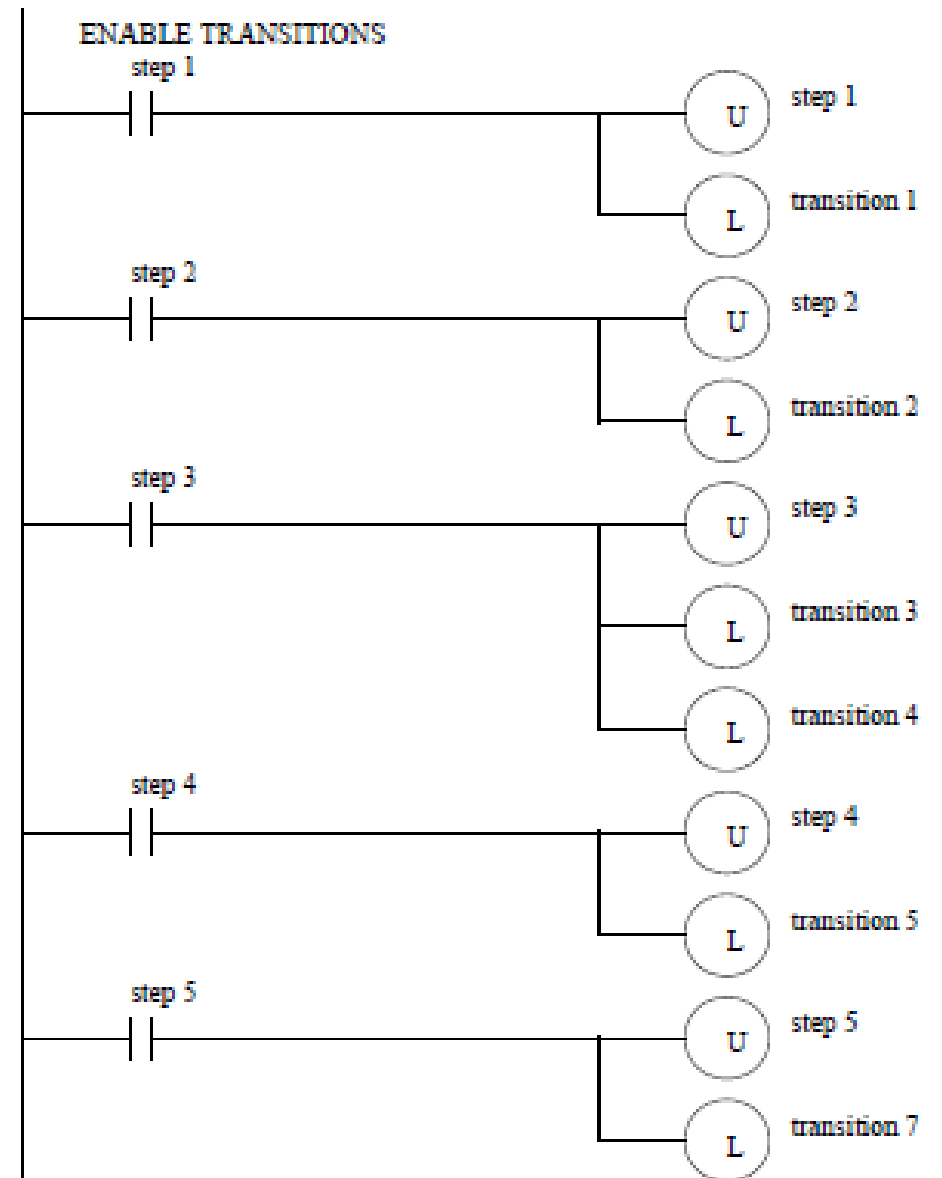 ENABLE TRANSITIONS
step 1
U
step 1
L
transition 1
step 2
U
step 2
L
transition 2
step 3
U
step 3
L
transition 3
L
transition 4
step 4
U
step 4
L
transition 5
step 5
U
step 5
L
transition 7